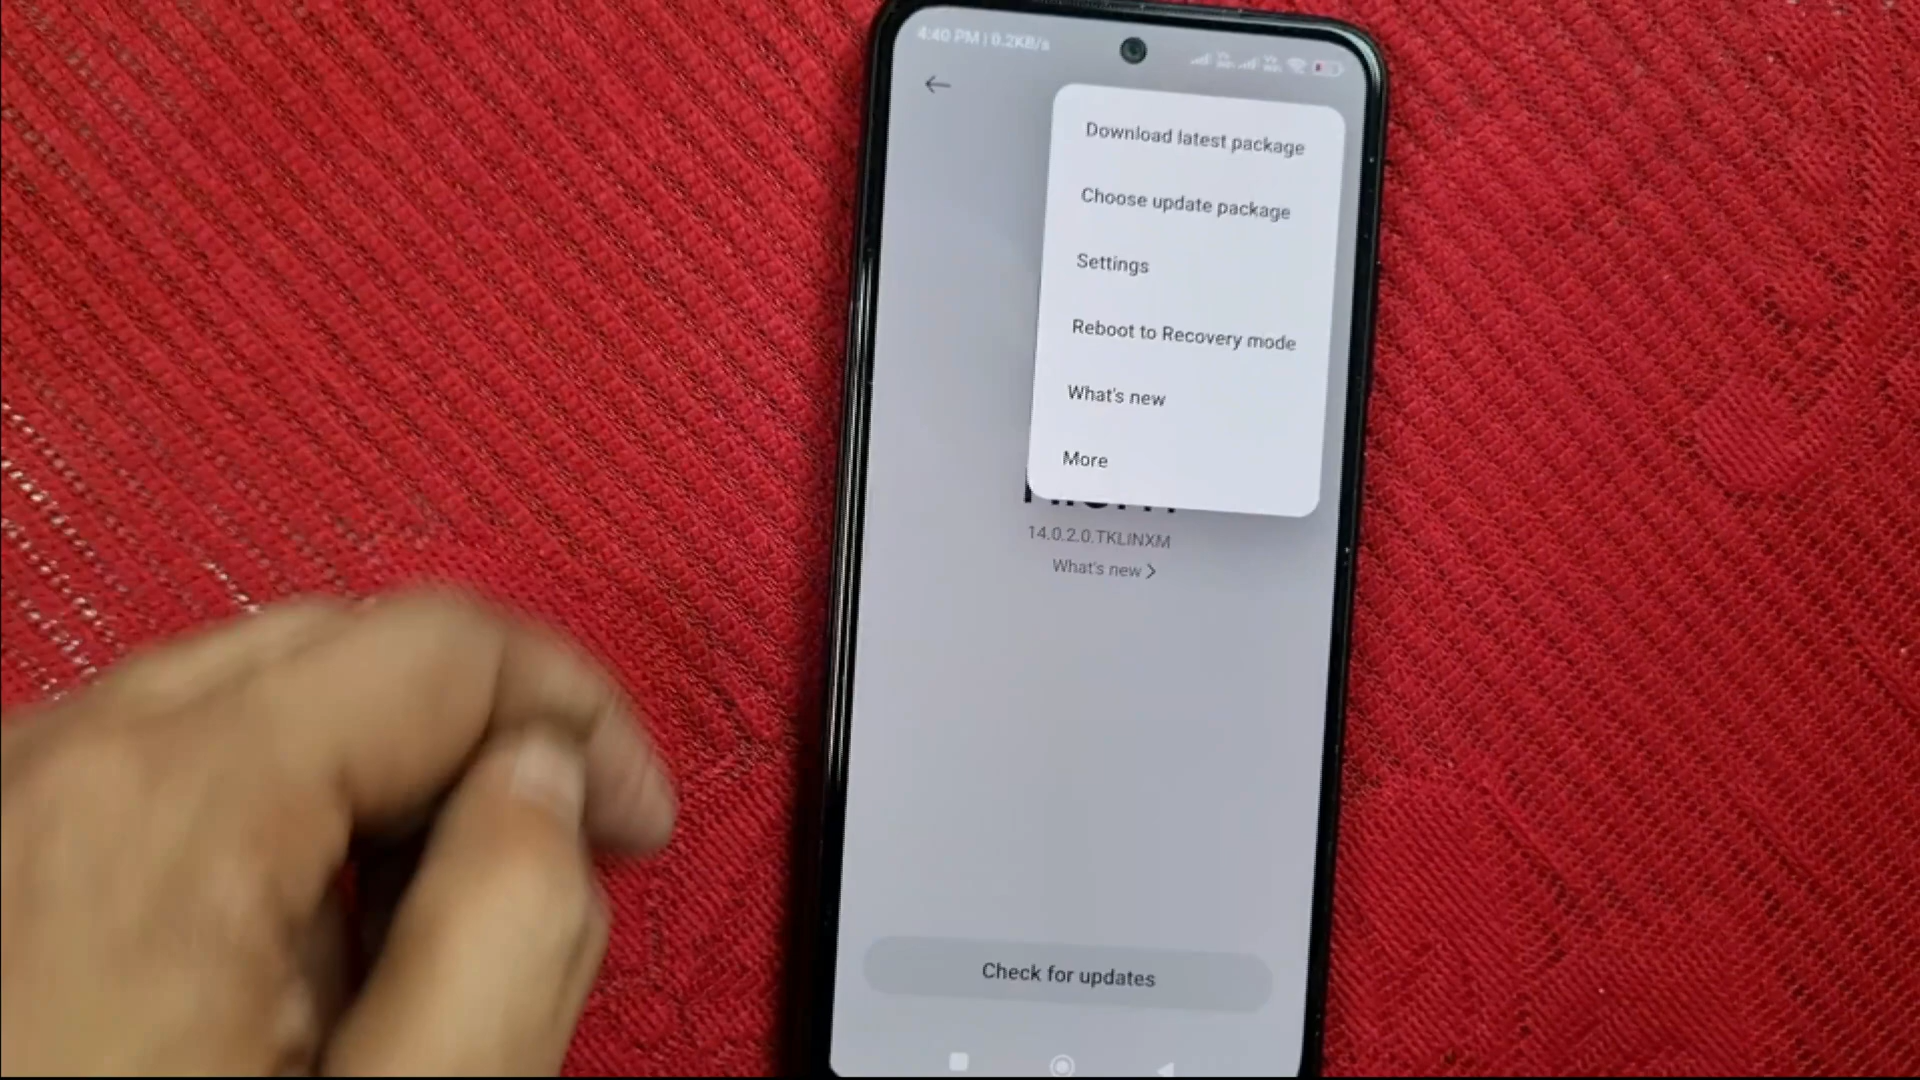 4:40 PM | 0.2KB/s
Download latest package
Choose update package
Settings
Reboot to Recovery mode
What's new
More
14.0.2.0.TKLINXM
What's new >
Check for updates